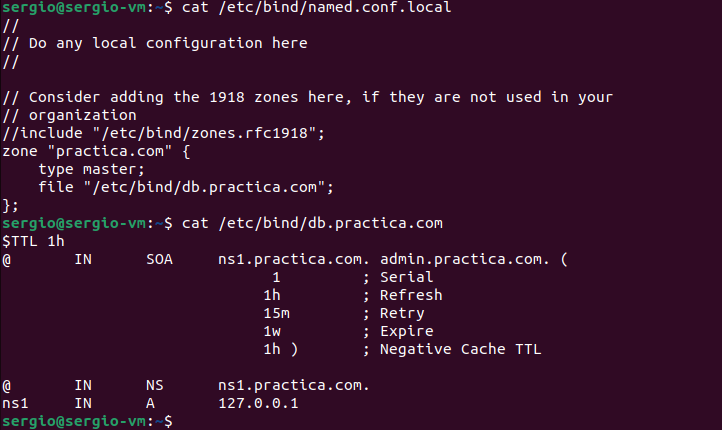 sergio@sergio-vm:~$ cat /etc/bind/named.conf.local
//
// Do any local configuration here
//

// Consider adding the 1918 zones here, if they are not used in your
// organization
//include "/etc/bind/zones.rfc1918";
zone "practica.com" {
    type master;
    file "/etc/bind/db.practica.com";
};
sergio@sergio-vm:~$ cat /etc/bind/db.practica.com
$TTL 1h
@       IN      SOA     ns1.practica.com. admin.practica.com. (
                              1         ; Serial
                             1h         ; Refresh
                             15m        ; Retry
                             1w         ; Expire
                             1h )       ; Negative Cache TTL

@       IN      NS      ns1.practica.com.
ns1     IN      A       127.0.0.1
sergio@sergio-vm:~$